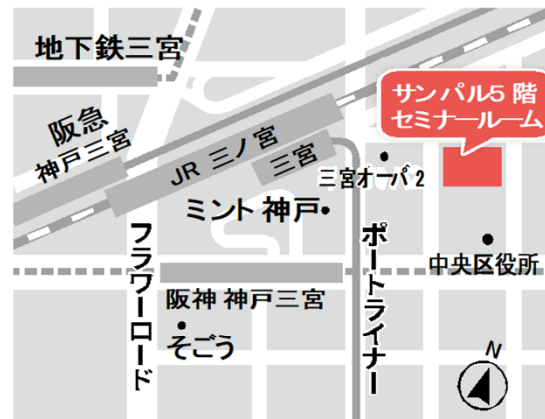 地下鉄三宮
阪急
神戸三宮
JR 三ノ宮
三宮
サンパル5階
セミナールーム
三宮オーパ2
ミント神戸
フラワーロード
ポートライナー
中央区役所
阪神 神戸三宮
そごう
N